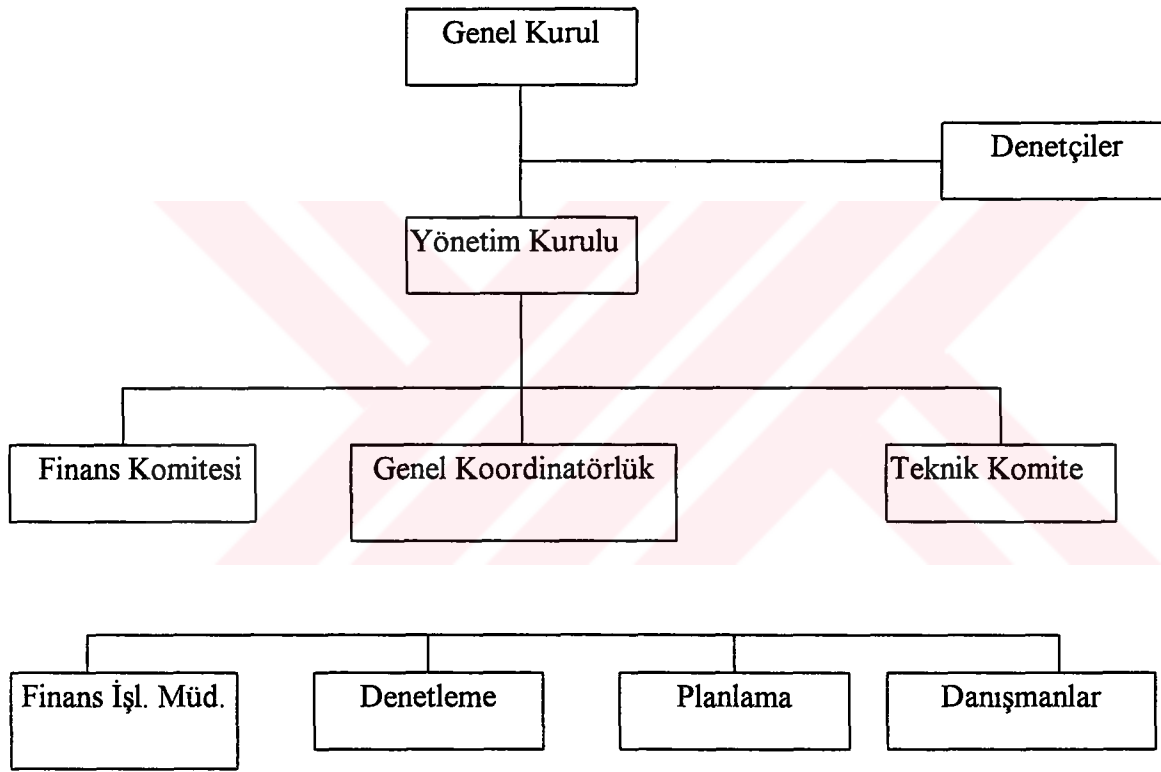 Genel Kurul
Denetçiler
Yönetim Kurulu
Finans Komitesi
Genel Koordinatörlük
Teknik Komite
Finans İşl. Müd.
Denetleme
Planlama
Danışmanlar